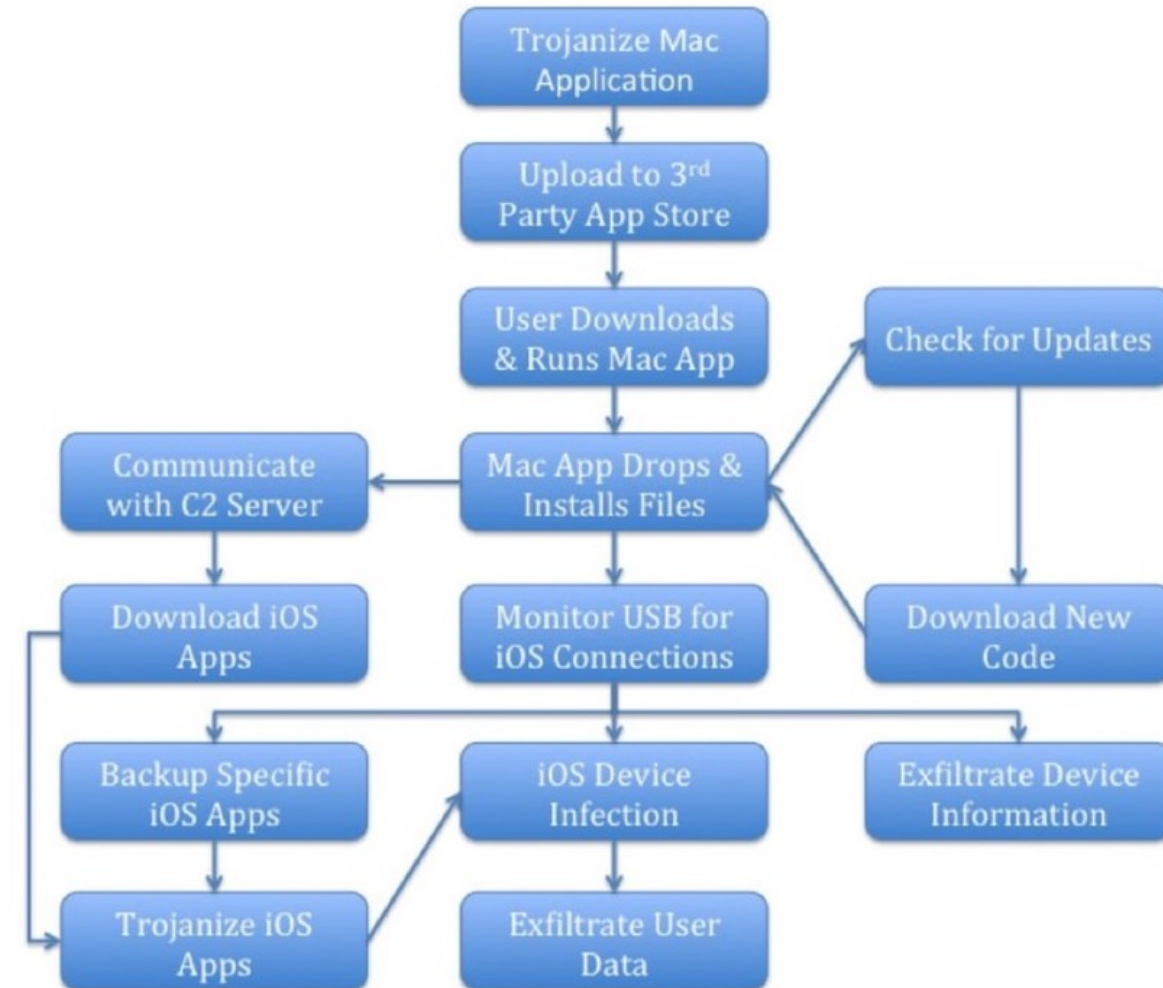 Trojanize Mac
Application
Upload to 3rd
Party App Store
User Downloads
& Runs Mac App
Check for Updates
Communicate
with C2 Server
Mac App Drops &
Installs Files
Download iOS
Apps
Monitor USB for
iOS Connections
Download New
Code
Backup Specific
iOS Apps
iOS Device
Infection
Exfiltrate Device
Information
Trojanize iOS
Apps
Exfiltrate User
Data